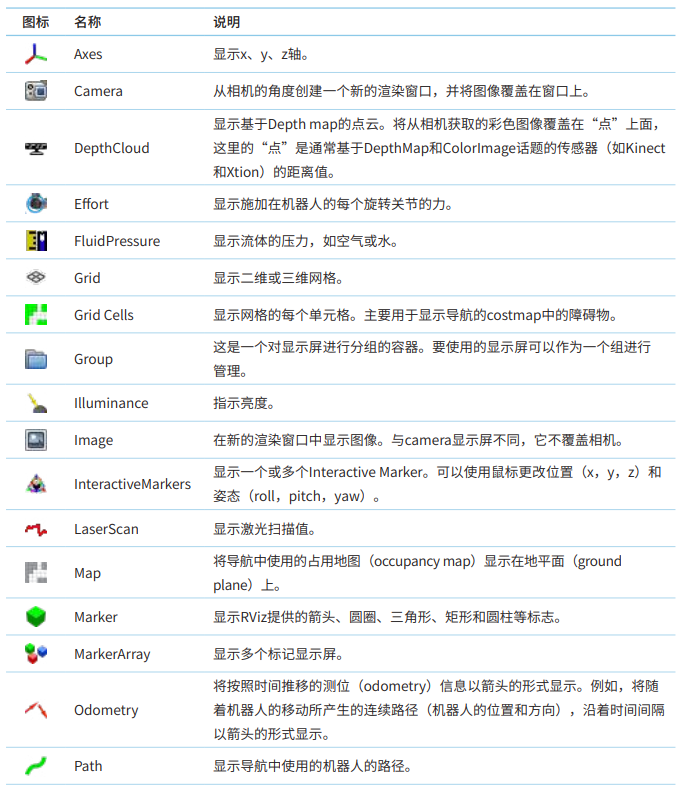 图标 名称 说明
Axes 显示x、y、z轴。
Camera 从相机的角度创建一个新的渲染窗口，并将图像覆盖在窗口上。
DepthCloud 显示基于Depth map的点云。将从相机获取的彩色图像覆盖在“点”上面，
这里的“点”是通常基于DepthMap和ColorImage话题的传感器（如Kinect
和Xtion）的距离值。
Effort 显示施加在机器人的每个旋转关节的力。
FluidPressure 显示流体的压力，如空气或水。
Grid 显示二维或三维网格。
Grid Cells 显示网格的每个单元格。主要用于显示导航的costmap中的障碍物。
Group 这是一个对显示屏进行分组的容器。要使用的显示屏可以作为一个组进行
管理。
Illuminance 指示亮度。
Image 在新的渲染窗口中显示图像。与camera显示屏不同，它不覆盖相机。
InteractiveMarkers 显示一个或多个Interactive Marker。可以使用鼠标更改位置（x，y，z）和
姿态（roll，pitch，yaw）。
LaserScan 显示激光扫描值。
Map 将导航中使用的占用地图（occupancy map）显示在地平面（ground
plane）上。
Marker 显示RViz提供的箭头、圆圈、三角形、矩形和圆柱等标志。
MarkerArray 显示多个标记显示屏。
Odometry 将按照时间推移的测位（odometry）信息以箭头的形式显示。例如，将随
着机器人的移动所产生的连续路径（机器人的位置和方向），沿着时间间隔
以箭头的形式显示。
Path 显示导航中使用的机器人的路径。